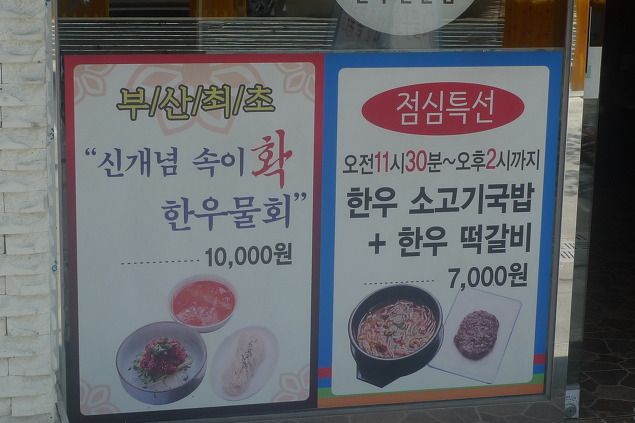 부/산/최/초
“신개념 속이 확
한우물회”
10,000원
점심특선
오전11시30분~오후2시까지
한우 소고기국밥
+ 한우 떡갈비
7,000원